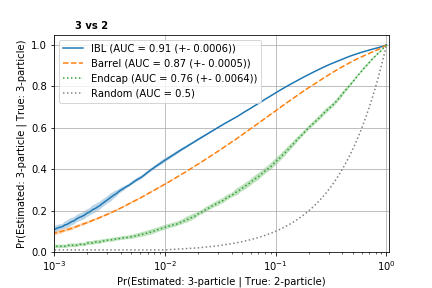 3 vs 2
Pr(Estimated: 3-particle | True: 3-particle)
1.0
0.8
0.6
0.4
0.2
0.0
IBL (AUC = 0.91 (+- 0.0006))
Barrel (AUC = 0.87 (+- 0.0005))
Endcap (AUC = 0.76 (+- 0.0064))
Random (AUC = 0.5)
10⁻³ 10⁻² 10⁻¹ 10⁰
Pr(Estimated: 3-particle | True: 2-particle)